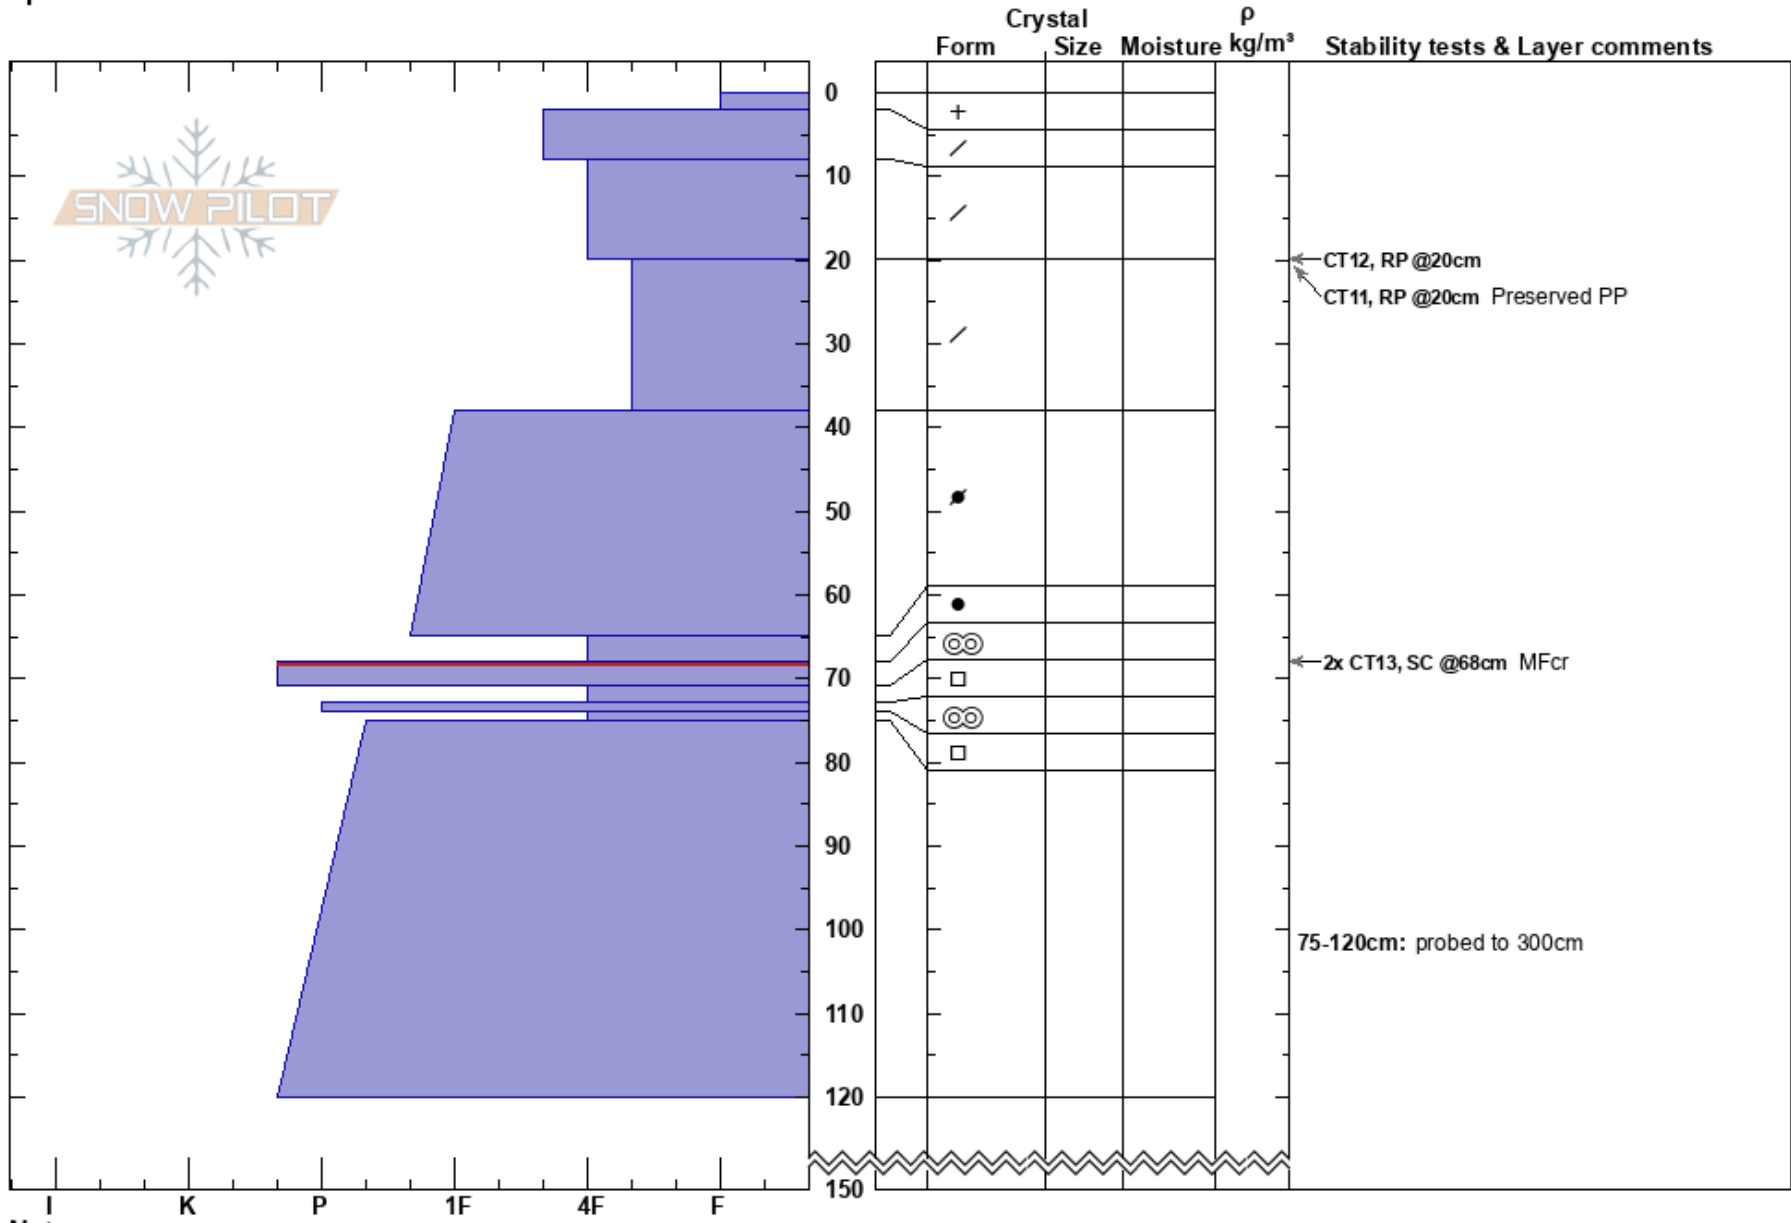 Crystal ρ
Form Size Moisture kg/m³ Stability tests & Layer comments
0
SNOW PILOT
10
20
CT12, RP @20cm
CT11, RP @20cm Preserved PP
30
40
50
60
2x CT13, SC @68cm MFcr
70
80
90
100
75-120cm: probed to 300cm
110
120
150
I K P 1F 4F F